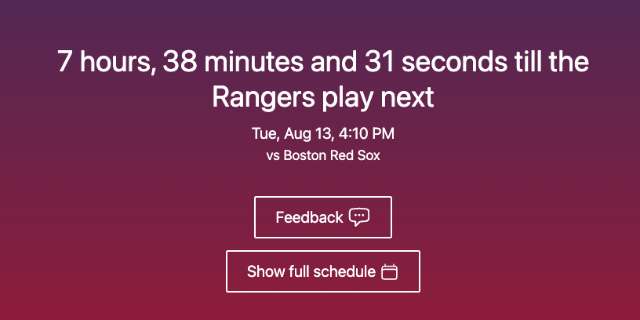 7 hours, 38 minutes and 31 seconds till the
Rangers play next
Tue, Aug 13, 4:10 PM
vs Boston Red Sox
Feedback
Show full schedule